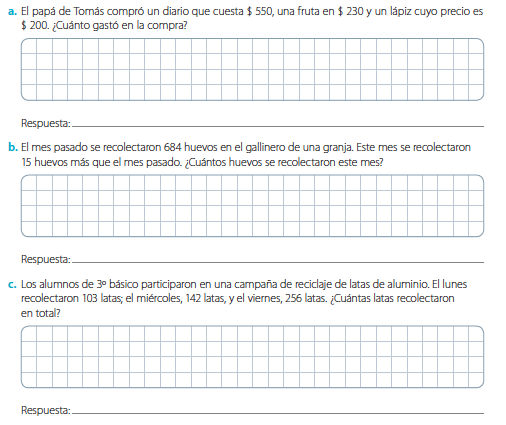 a. El papá de Tomás compró un diario que cuesta $ 550, una fruta en $ 230 y un lápiz cuyo precio es
$ 200. ¿Cuánto gastó en la compra?
Respuesta:
b. El mes pasado se recolectaron 684 huevos en el gallinero de una granja. Este mes se recolectaron
15 huevos más que el mes pasado. ¿Cuántos huevos se recolectaron este mes?
Respuesta:
c. Los alumnos de 3º básico participaron en una campaña de reciclaje de latas de aluminio. El lunes
recolectaron 103 latas; el miércoles, 142 latas, y el viernes, 256 latas. ¿Cuántas latas recolectaron
en total?
Respuesta: